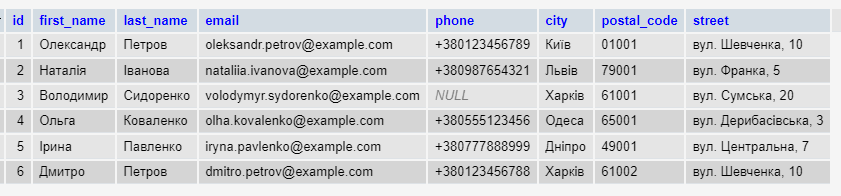 id first_name last_name email phone city postal_code street
1 Олександр Петров oleksandr.petrov@example.com +380123456789 Київ 01001 вул. Шевченка, 10
2 Наталія Іванова nataliia.ivanova@example.com +380987654321 Львів 79001 вул. Франка, 5
3 Володимир Сидоренко volodymyr.sydorenko@example.com NULL Харків 61001 вул. Сумська, 20
4 Ольга Коваленко olha.kovalenko@example.com +380555123456 Одеса 65001 вул. Дерибасівська, 3
5 Ірина Павленко iryna.pavlenko@example.com +380777888999 Дніпро 49001 вул. Центральна, 7
6 Дмитро Петров dmitro.petrov@example.com +380123456788 Харків 61002 вул. Шевченка, 10